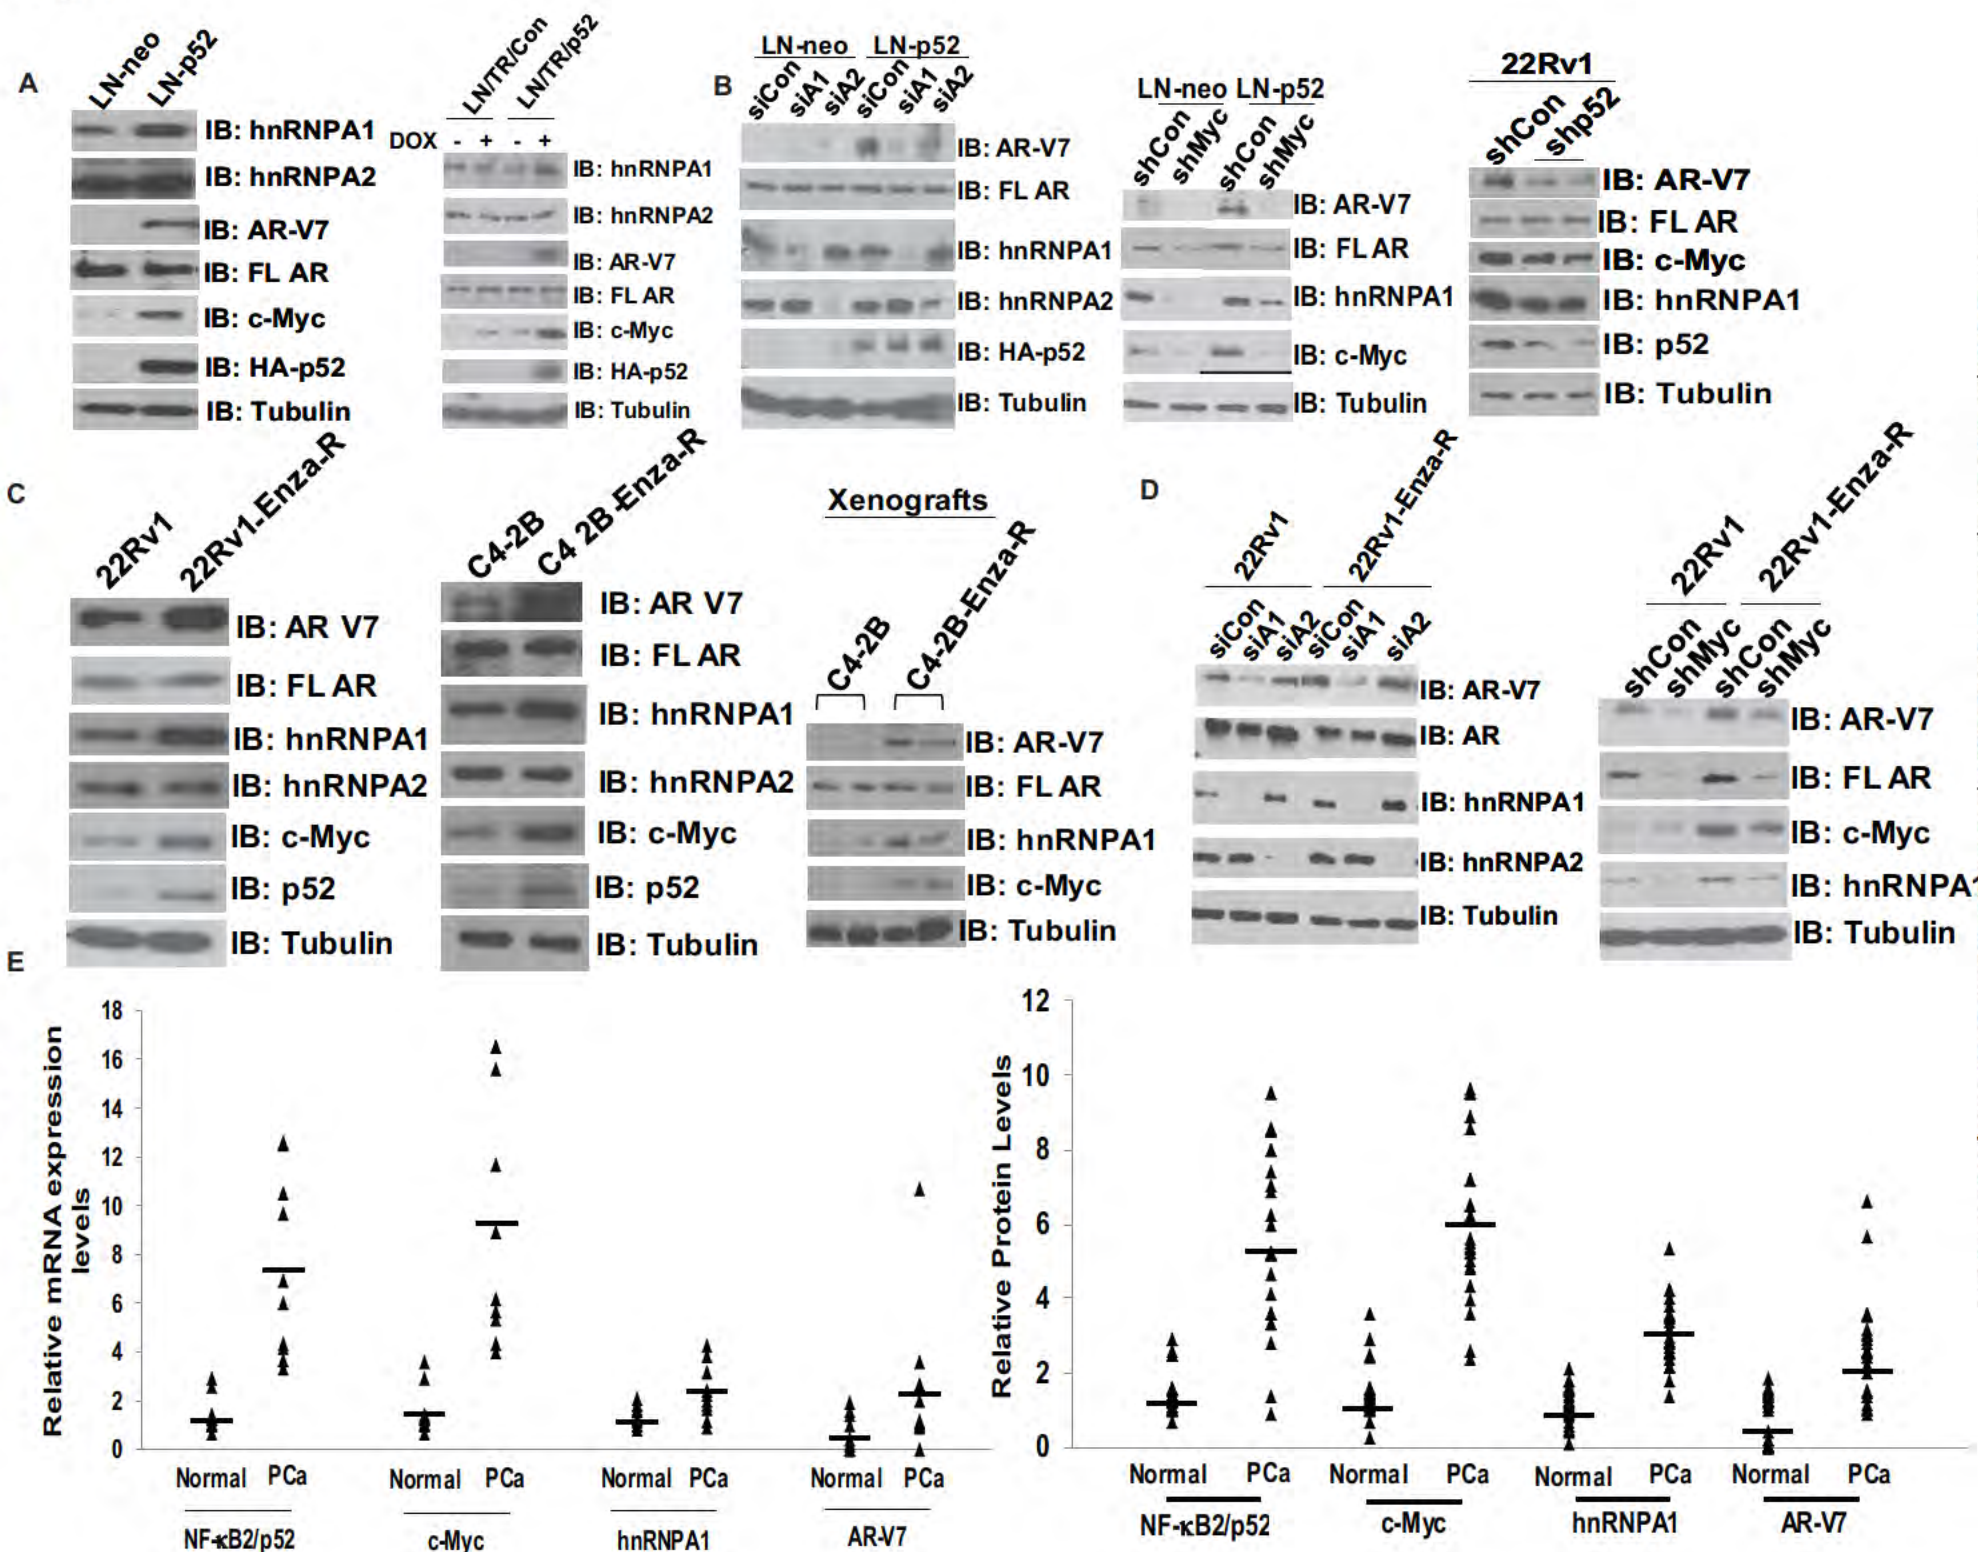 A
LN-neo
LN-p52
IB: hnRNPA1
IB: hnRNPA2
IB: AR-V7
IB: FL AR
IB: c-Myc
IB: HA-p52
IB: Tubulin
LN/TR/Con
LN/TR/p52
DOX - + - +
IB: hnRNPA1
IB: hnRNPA2
IB: AR-V7
IB: FL AR
IB: c-Myc
IB: HA-p52
IB: Tubulin
B
LN-neo LN-p52
siCon siA1 siA2 siCon siA1 siA2
IB: AR-V7
IB: FL AR
IB: hnRNPA1
IB: hnRNPA2
IB: HA-p52
IB: Tubulin
LN-neo LN-p52
shCon shMyc shCon shMyc
IB: AR-V7
IB: FL AR
IB: hnRNPA1
IB: c-Myc
IB: Tubulin
22Rv1
shCon shp52
IB: AR-V7
IB: FL AR
IB: c-Myc
IB: hnRNPA1
IB: p52
IB: Tubulin
C
22Rv1
22Rv1-Enza-R
IB: AR V7
IB: FL AR
IB: hnRNPA1
IB: hnRNPA2
IB: c-Myc
IB: p52
IB: Tubulin
C4-2B
C4 2B-Enza-R
IB: AR V7
IB: FL AR
IB: hnRNPA1
IB: hnRNPA2
IB: c-Myc
IB: p52
IB: Tubulin
Xenografts
C4-2B
C4-2B-Enza-R
IB: AR-V7
IB: FL AR
IB: hnRNPA1
IB: c-Myc
IB: Tubulin
D
22Rv1
22Rv1-Enza-R
siCon siA1 siA2 siCon siA1 siA2
IB: AR-V7
IB: AR
IB: hnRNPA1
IB: hnRNPA2
IB: Tubulin
22Rv1
22Rv1-Enza-R
shCon shMyc shCon shMyc
IB: AR-V7
IB: FL AR
IB: c-Myc
IB: hnRNPA1
IB: Tubulin
E
Relative mRNA expression
levels
18
16
14
12
10
8
6
4
2
0
Normal PCa Normal PCa Normal PCa Normal PCa
NF-κB2/p52 c-Myc hnRNPA1 AR-V7
Relative Protein Levels
12
10
8
6
4
2
0
Normal PCa Normal PCa Normal PCa Normal PCa
NF-κB2/p52 c-Myc hnRNPA1 AR-V7